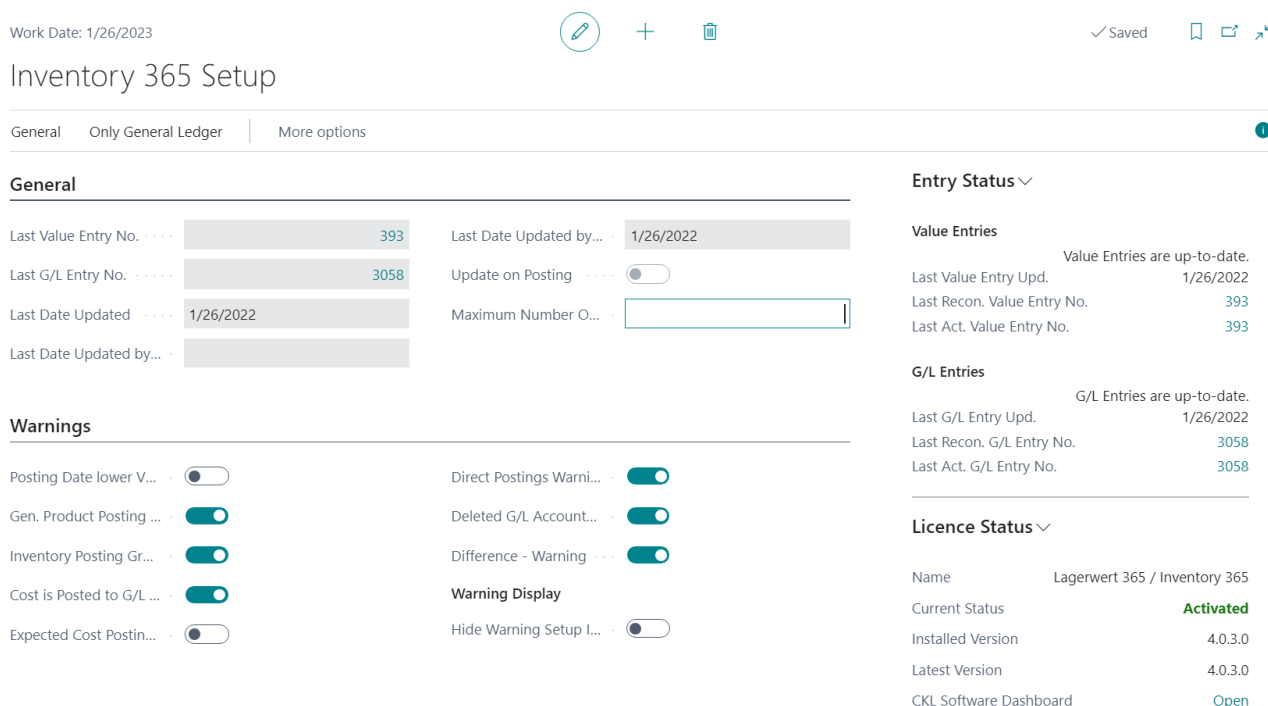 Work Date: 1/26/2023
Saved
Inventory 365 Setup
General
Only General Ledger
More options
General
Last Value Entry No.
393
Last G/L Entry No.
3058
Last Date Updated
1/26/2022
Last Date Updated by...
Last Date Updated by...
1/26/2022
Update on Posting
Maximum Number O...
Warnings
Posting Date lower V...
Gen. Product Posting ...
Inventory Posting Gr...
Cost is Posted to G/L ...
Expected Cost Postin...
Direct Postings Warni...
Deleted G/L Account...
Difference - Warning
Warning Display
Hide Warning Setup I...
Entry Status
Value Entries
Value Entries are up-to-date.
Last Value Entry Upd. 1/26/2022
Last Recon. Value Entry No. 393
Last Act. Value Entry No. 393
G/L Entries
G/L Entries are up-to-date.
Last G/L Entry Upd. 1/26/2022
Last Recon. G/L Entry No. 3058
Last Act. G/L Entry No. 3058
Licence Status
Name Lagerwert 365 / Inventory 365
Current Status Activated
Installed Version 4.0.3.0
Latest Version 4.0.3.0
CKL Software Dashboard Open